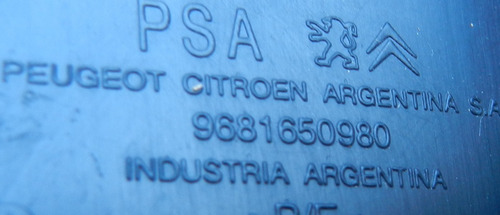 PSA
PEUGEOT CITROEN ARGENTINA S.A
9681650980
INDUSTRIA ARGENTINA